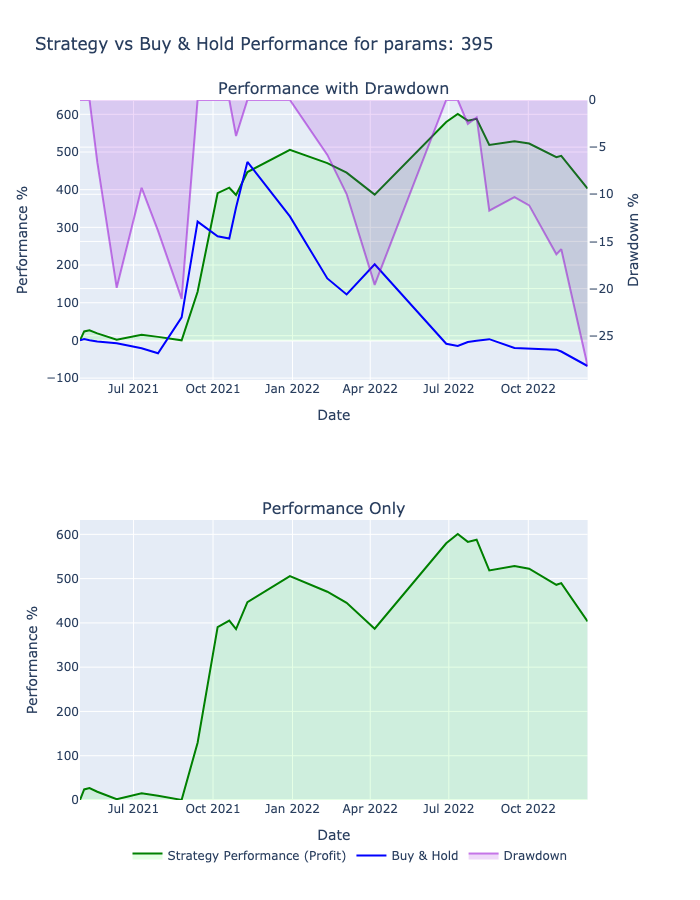 Strategy vs Buy & Hold Performance for params: 395
Performance with Drawdown
600
500
400
300
200
100
0
−100
Performance %
0
−5
−10
−15
−20
−25
Drawdown %
Jul 2021 Oct 2021 Jan 2022 Apr 2022 Jul 2022 Oct 2022
Date
Performance Only
600
500
400
300
200
100
0
Performance %
Jul 2021 Oct 2021 Jan 2022 Apr 2022 Jul 2022 Oct 2022
Date
Strategy Performance (Profit) Buy & Hold Drawdown